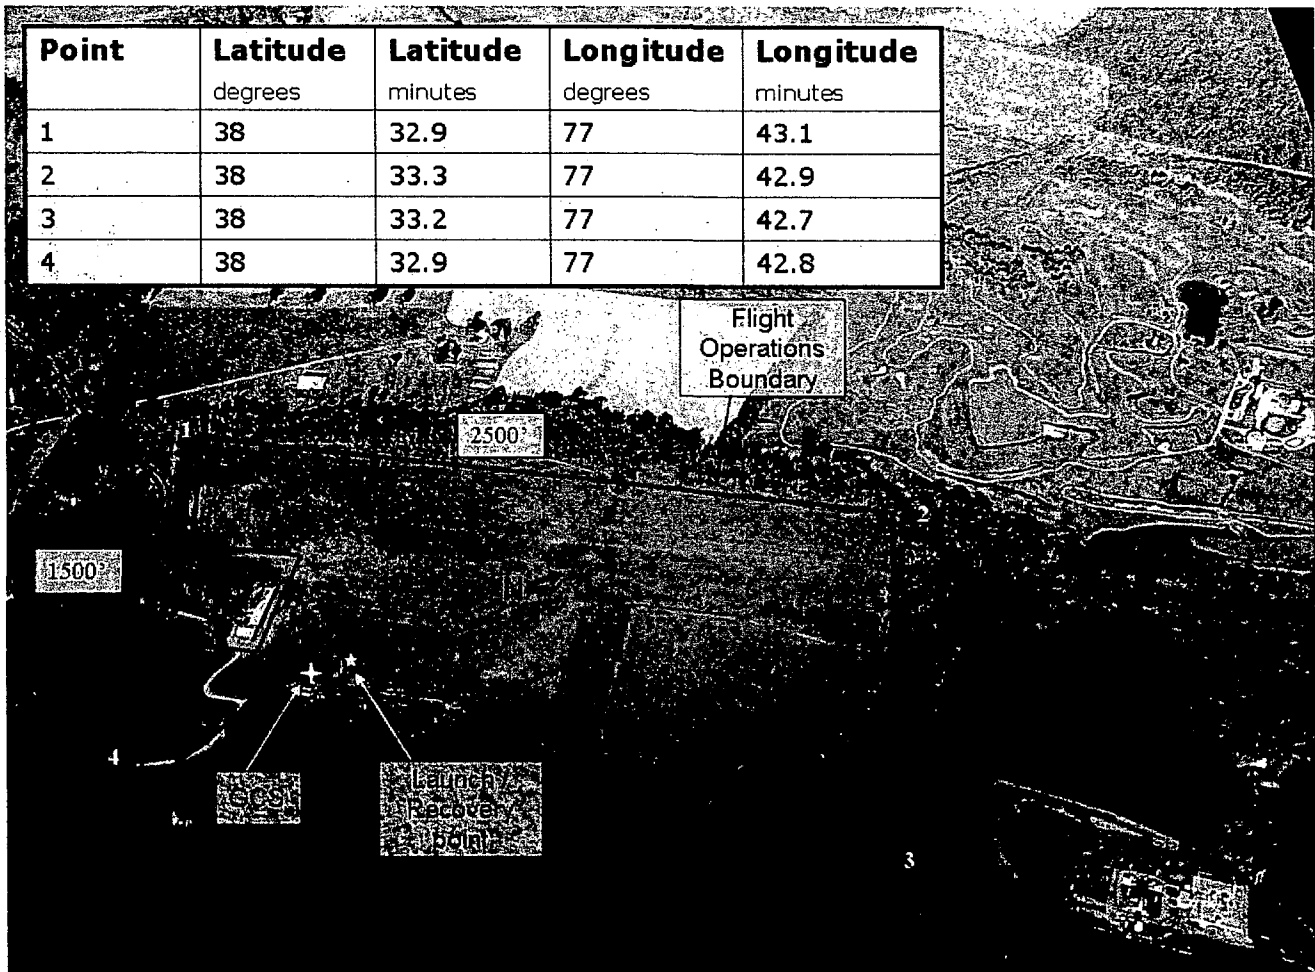 Point Latitude Latitude Longitude Longitude
degrees minutes degrees minutes
1 38 32.9 77 43.1
2 38 33.3 77 42.9
3 38 33.2 77 42.7
4 38 32.9 77 42.8
Flight
Operations
Boundary
1
2500'
2
1500'
4
GCS
Launch /
Recovery
point
3